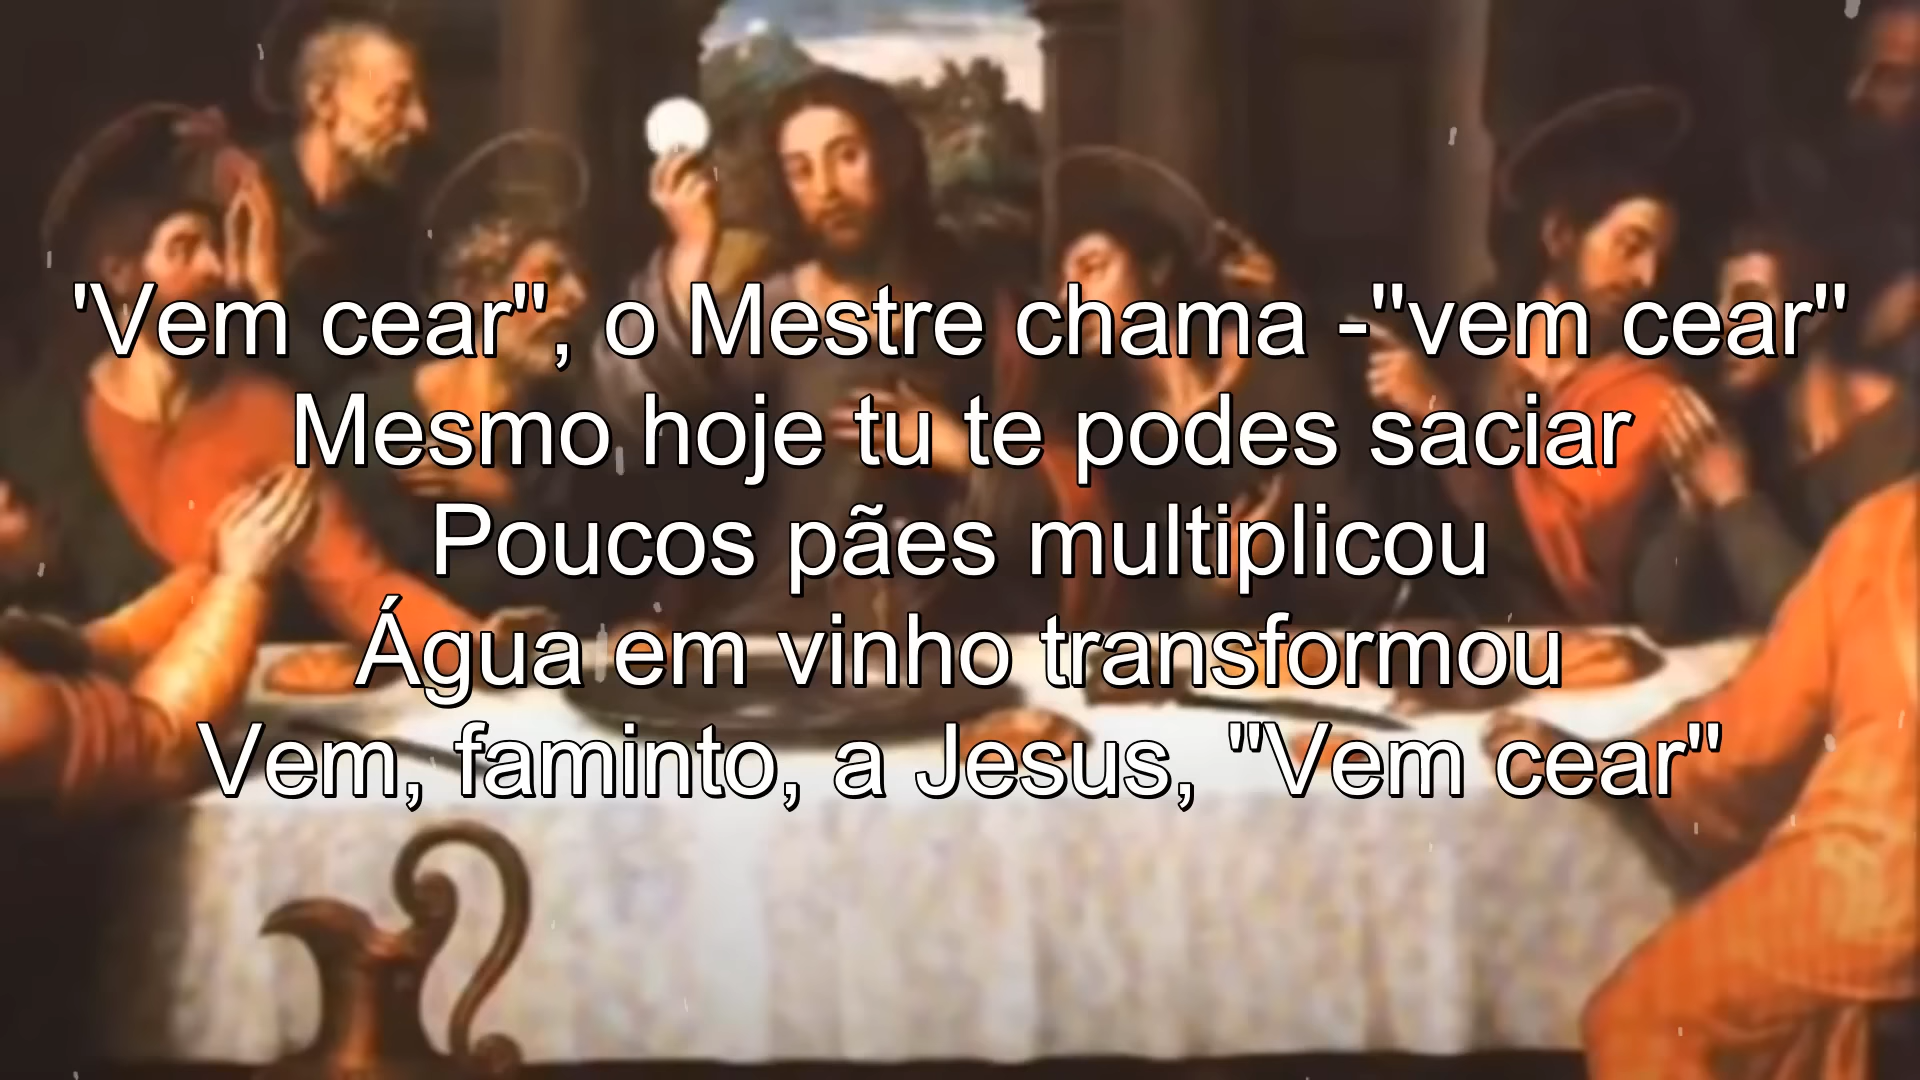 'Vem cear", o Mestre chama -"vem cear"
Mesmo hoje tu te podes saciar
Poucos pães multiplicou
Água em vinho transformou
Vem, faminto, a Jesus, "Vem cear"